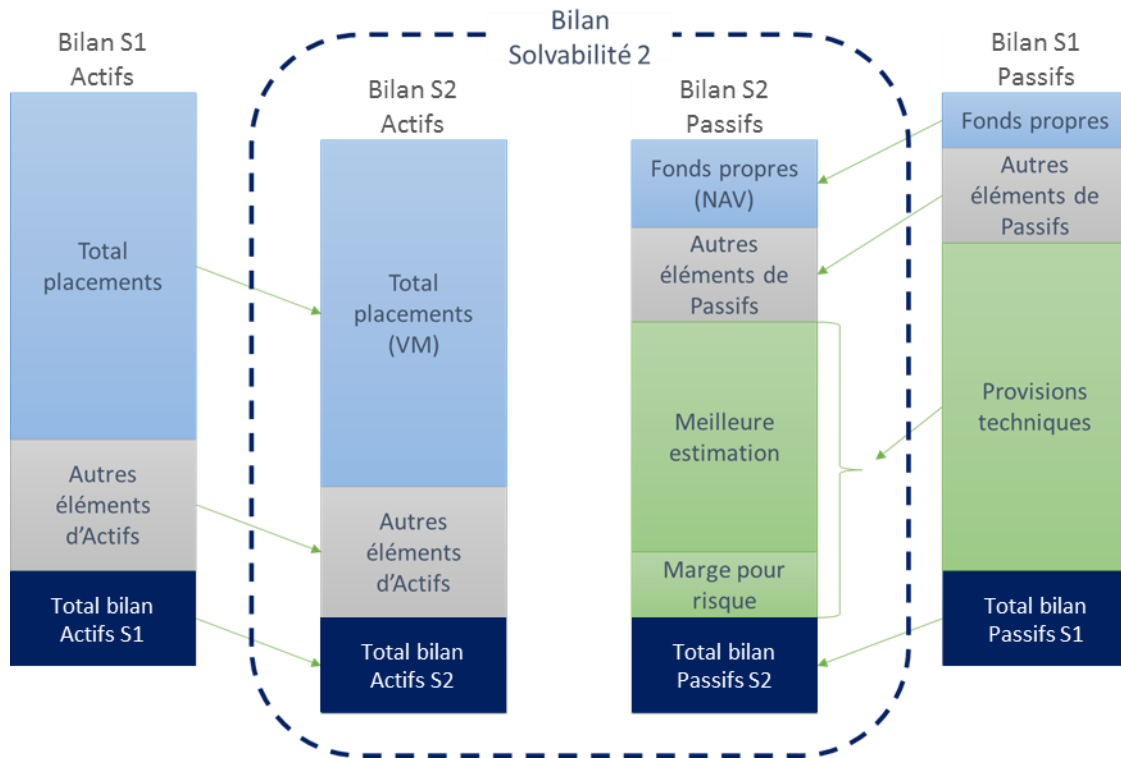 Bilan
Solvabilité 2
Bilan S1
Actifs
Total
placements
Autres
éléments
d'Actifs
Total bilan
Actifs S1
Bilan S2
Actifs
Total
placements
(VM)
Autres
éléments
d'Actifs
Total bilan
Actifs S2
Bilan S2
Passifs
Fonds propres
(NAV)
Autres
éléments de
Passifs
Meilleure
estimation
Marge pour
risque
Total bilan
Passifs S2
Bilan S1
Passifs
Fonds propres
Autres
éléments de
Passifs
Provisions
techniques
Total bilan
Passifs S1